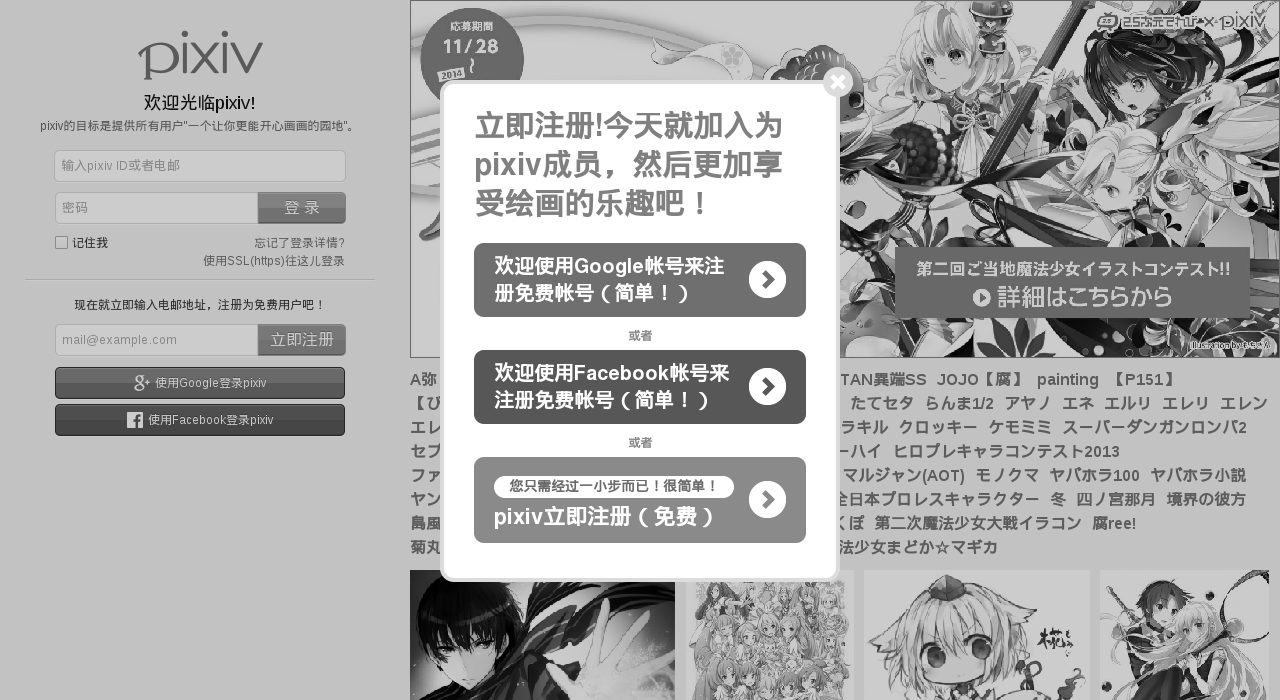 pixiv
欢迎光临pixiv!
pixiv的目标是提供所有用户"一个让你更能开心画画的园地"。
输入pixiv ID或者电邮
密码
登 录
记住我
忘记了登录详情?
使用SSL(https)往这儿登录
现在就立即输入电邮地址，注册为免费用户吧！
mail@example.com
立即注册
使用Google登录pixiv
使用Facebook登录pixiv
応募期間
11/28
2014
× pixiv
第二回ご当地魔法少女イラストコンテスト!!
詳細はこちらから
立即注册!今天就加入为
pixiv成员，然后更加享
受绘画的乐趣吧！
欢迎使用Google帐号来注
册免费帐号（简单！）
或者
欢迎使用Facebook帐号来
注册免费帐号（简单！）
或者
您只需经过一小步而已！很简单！
pixiv立即注册（免费）
A弥
TAN異端SS JOJO【腐】 painting 【P151】
【び
たてセタ らんま1/2 アヤノ エネ エルリ エレリ エレン
エレ
ラキル クロッキー ケモミミ スーパーダンガンロンパ2
セブ
ーハイ ヒロプレキャラコンテスト2013
ファ
マルジャン(AOT) モノクマ ヤバホラ100 ヤバホラ小説
ヤン
全日本プロレスキャラクター 冬 四ノ宮那月 境界の彼方
島風
くぼ 第二次魔法少女大戦イラコン 腐ree!
菊丸
法少女まどか☆マギカ